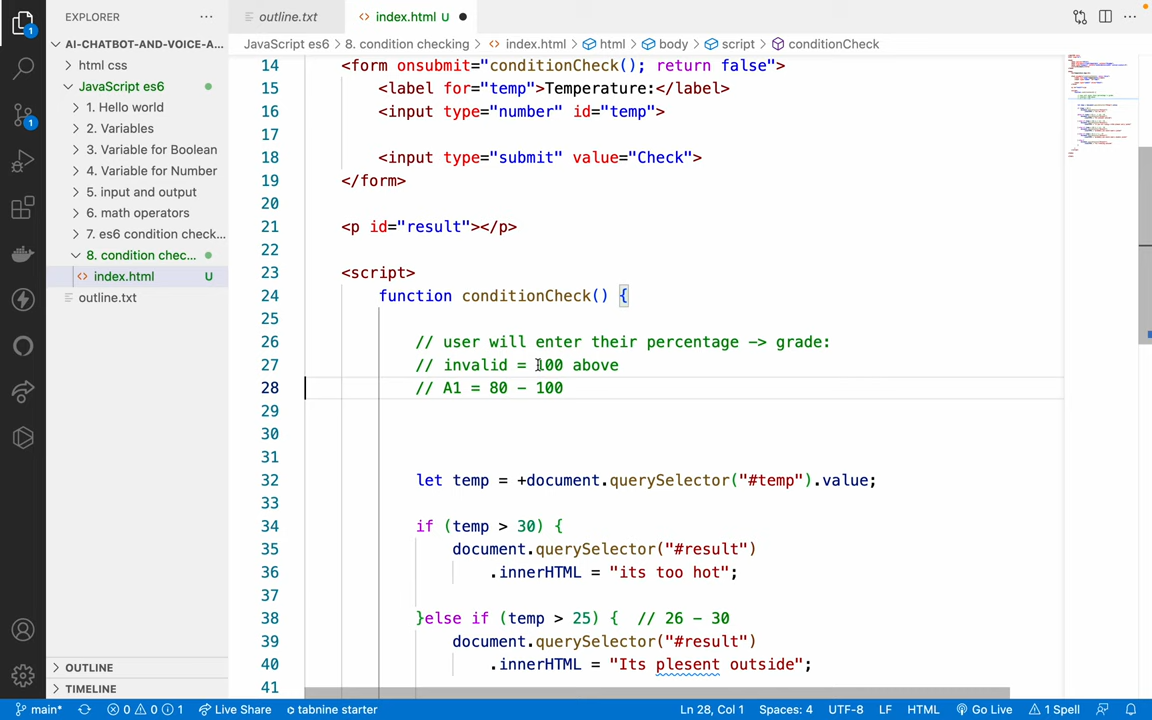 EXPLORER
outline.txt
index.html U
AI-CHATBOT-AND-VOICE-A...
JavaScript es6 > 8. condition checking > index.html > html > body > script > conditionCheck
html css
JavaScript es6
1. Hello world
2. Variables
3. Variable for Boolean
4. Variable for Number
5. input and output
6. math operators
7. es6 condition check...
8. condition chec...
index.html U
outline.txt
OUTLINE
TIMELINE
14 <form onsubmit="conditionCheck(); return false">
15 <label for="temp">Temperature:</label>
16 <input type="number" id="temp">
17
18 <input type="submit" value="Check">
19 </form>
20
21 <p id="result"></p>
22
23 <script>
24 function conditionCheck() {
25
26 // user will enter their percentage -> grade:
27 // invalid = 100 above
28 // A1 = 80 - 100
29
30
31
32 let temp = +document.querySelector("#temp").value;
33
34 if (temp > 30) {
35 document.querySelector("#result")
36 .innerHTML = "its too hot";
37
38 }else if (temp > 25) { // 26 - 30
39 document.querySelector("#result")
40 .innerHTML = "Its plesent outside";
41
1
1
main* 0 0 1 Live Share tabnine starter Ln 28, Col 1 Spaces: 4 UTF-8 LF HTML Go Live 1 Spell